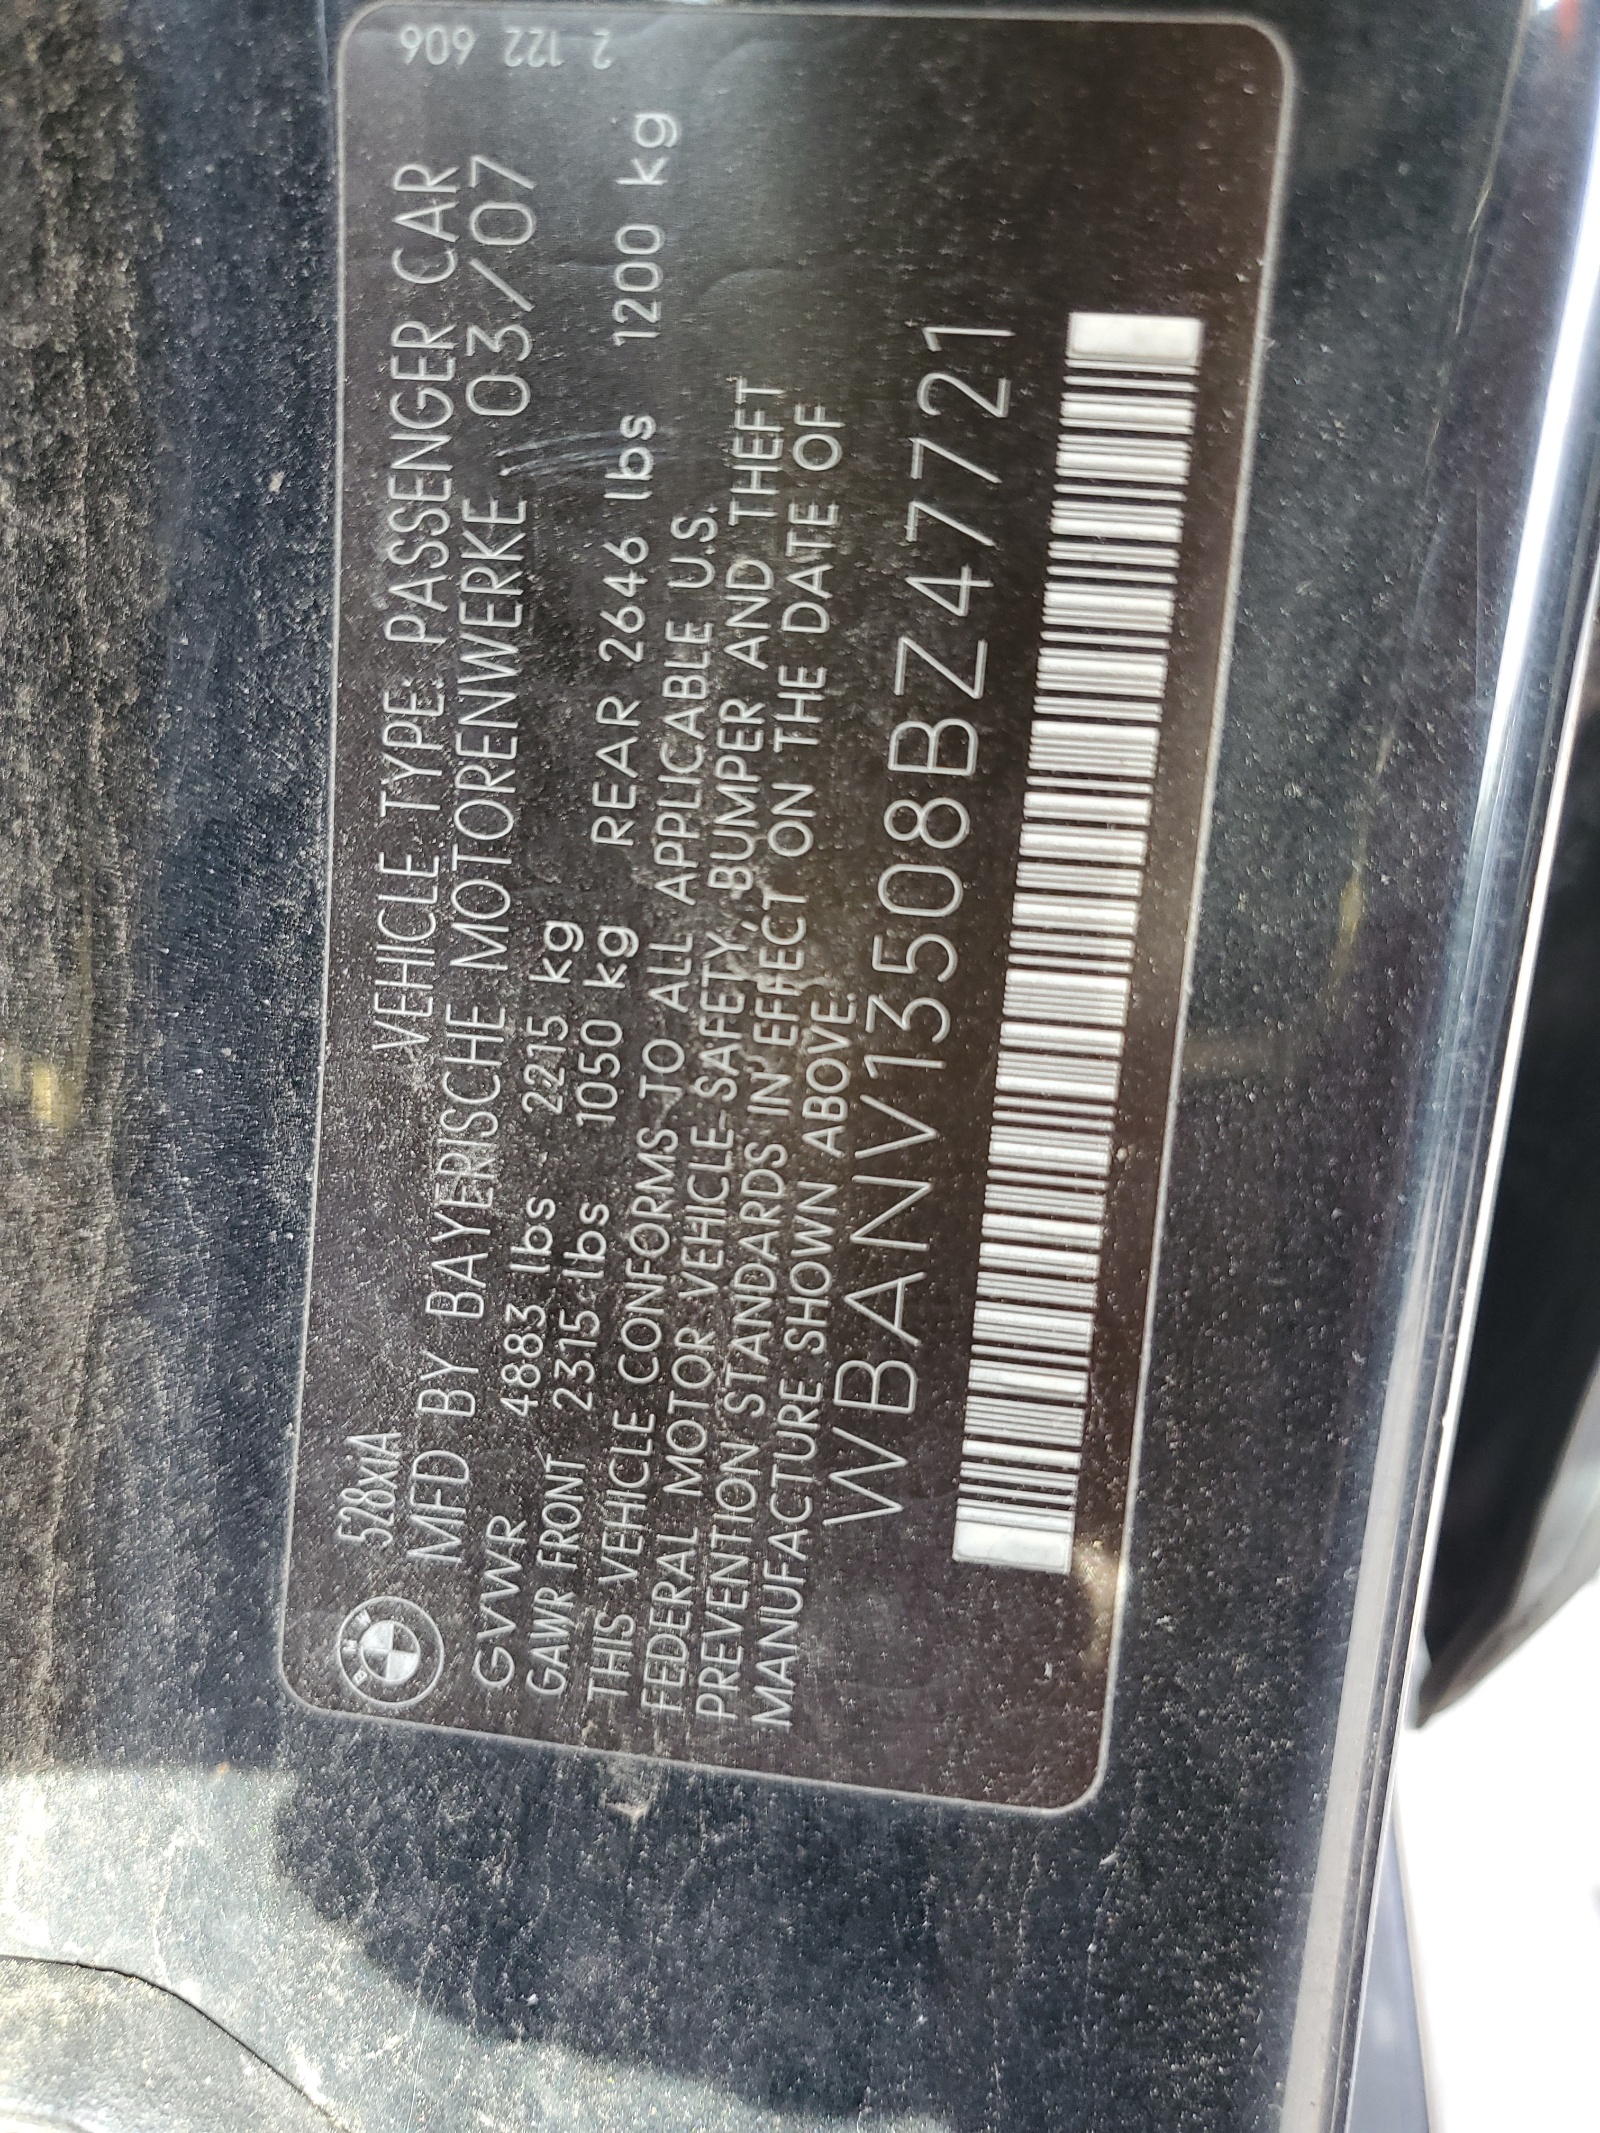 BMW
528xiA VEHICLE TYPE: PASSENGER CAR
MFD BY BAYERISCHE MOTORENWERKE 03/07
GVWR 4883 lbs 2215 kg
GAWR FRONT 2315 lbs 1050 kg REAR 2646 lbs 1200 kg
THIS VEHICLE CONFORMS TO ALL APPLICABLE U.S.
FEDERAL MOTOR VEHICLE SAFETY, BUMPER AND THEFT
PREVENTION STANDARDS IN EFFECT ON THE DATE OF
MANUFACTURE SHOWN ABOVE.
WBANV13508BZ47721
2 122 606